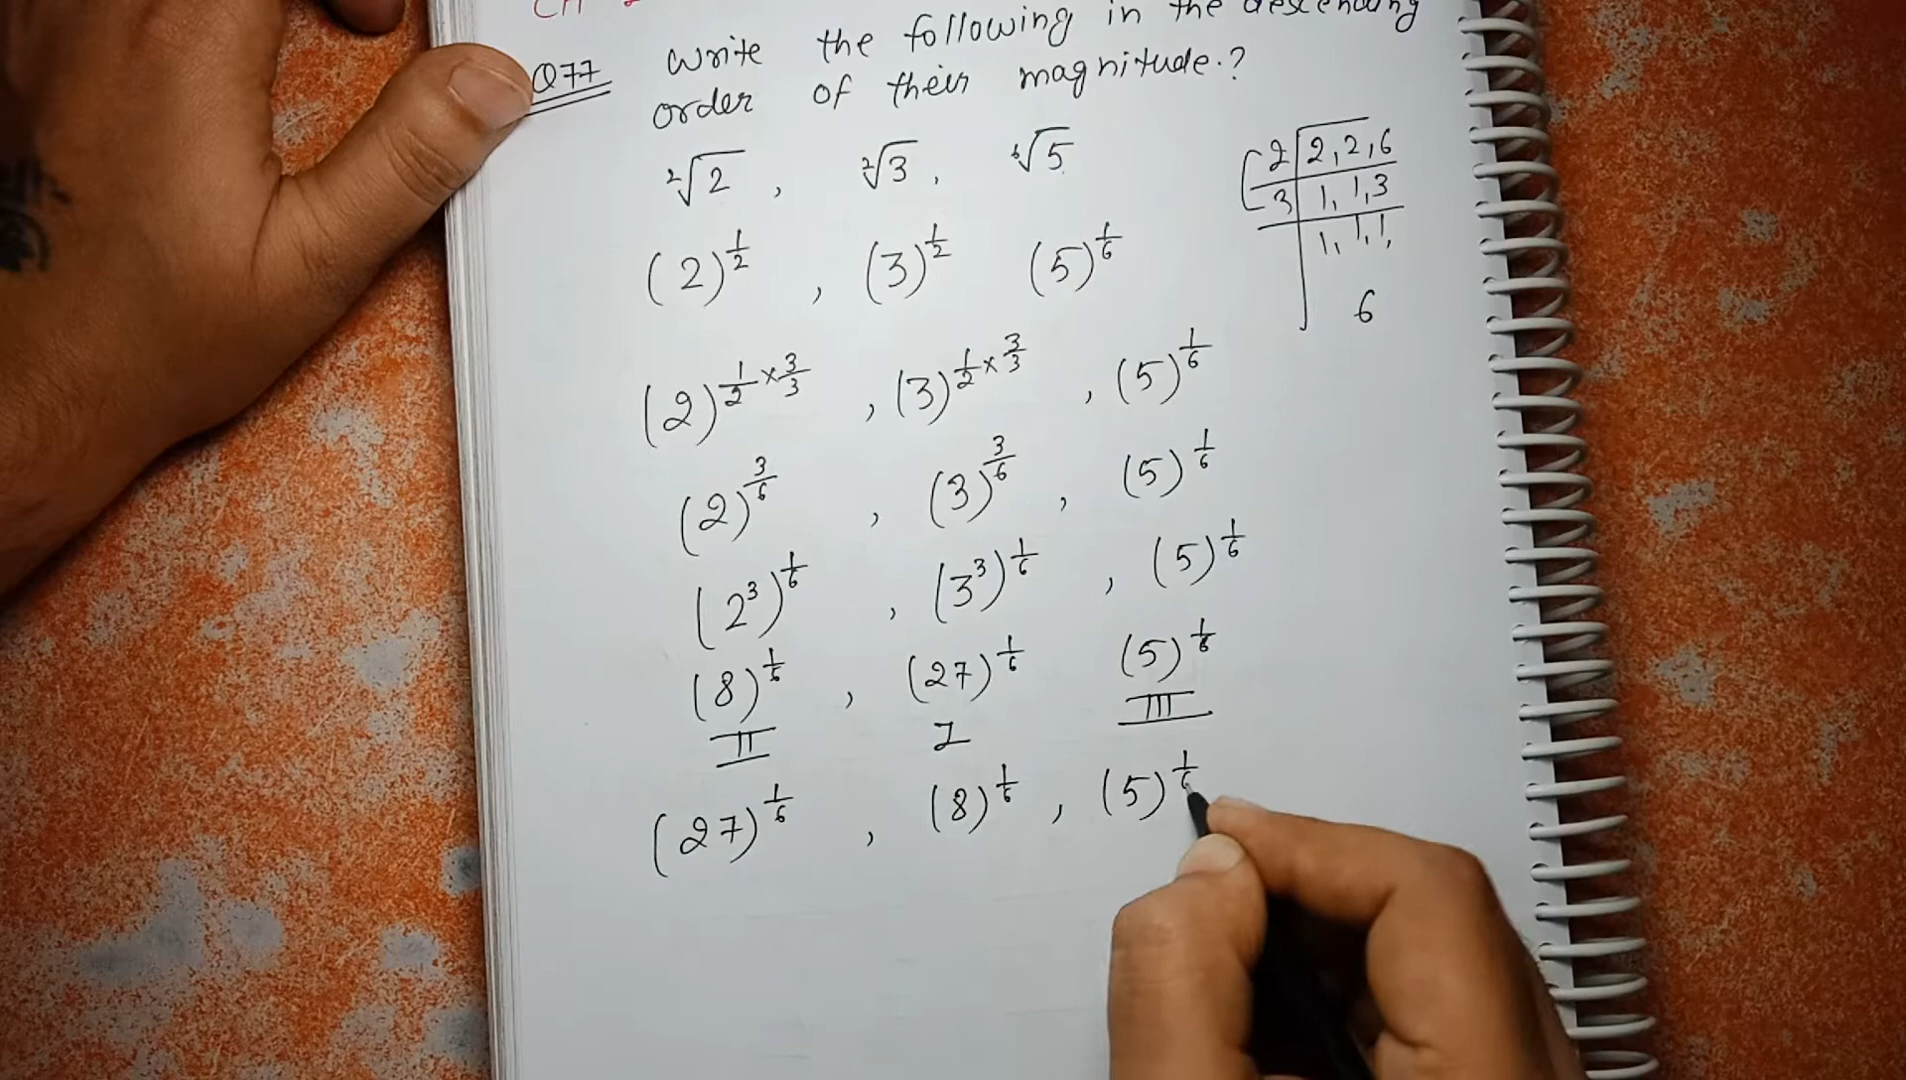 CH
Q77 Write the following in the descending
order of their magnitude.?
²√2 , ²√3 , ⁶√5
2 | 2, 2, 6
3 | 1, 1, 3
1, 1, 1,
6
(2)^1/2 , (3)^1/2 (5)^1/6
(2)^1/2 × 3/3 , (3)^1/2 × 3/3 , (5)^1/6
(2)^3/6 , (3)^3/6 , (5)^1/6
(2³)^1/6 , (3³)^1/6 , (5)^1/6
(8)^1/6 , (27)^1/6 (5)^1/6
II I III
(27)^1/6 , (8)^1/6 , (5)^1/6